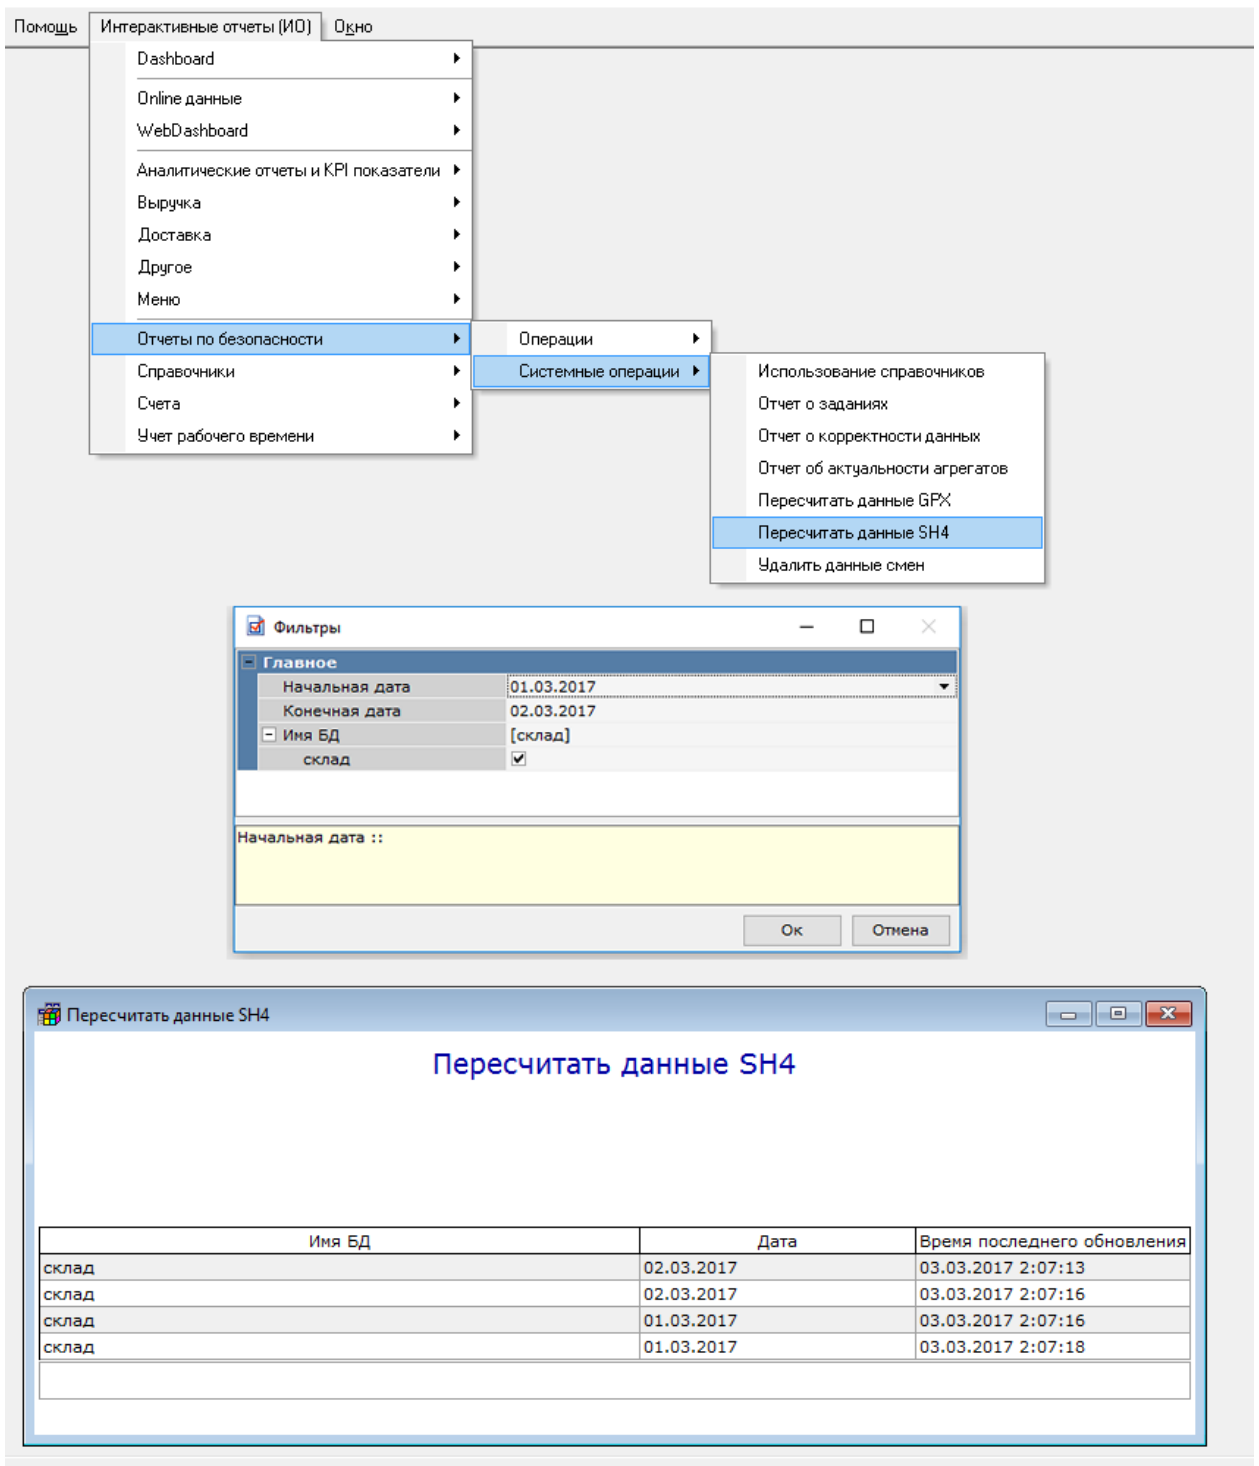 Помощь Интерактивные отчеты (ИО) Окно
Dashboard
Online данные
WebDashboard
Аналитические отчеты и KPI показатели
Выручка
Доставка
Другое
Меню
Отчеты по безопасности Операции
Справочники Системные операции Использование справочников
Счета Отчет о заданиях
Учет рабочего времени Отчет о корректности данных
Отчет об актуальности агрегатов
Пересчитать данные GPX
Пересчитать данные SH4
Удалить данные смен
Фильтры
Главное
Начальная дата 01.03.2017
Конечная дата 02.03.2017
Имя БД [склад]
склад
Начальная дата ::
Ок Отмена
Пересчитать данные SH4
Пересчитать данные SH4
Имя БД Дата Время последнего обновления
склад 02.03.2017 03.03.2017 2:07:13
склад 02.03.2017 03.03.2017 2:07:16
склад 01.03.2017 03.03.2017 2:07:16
склад 01.03.2017 03.03.2017 2:07:18